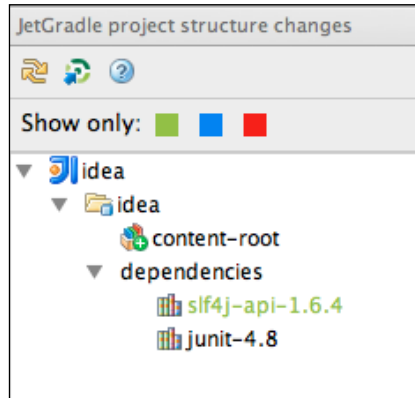 JetGradle project structure changes
Show only:
idea
idea
content-root
dependencies
slf4j-api-1.6.4
junit-4.8